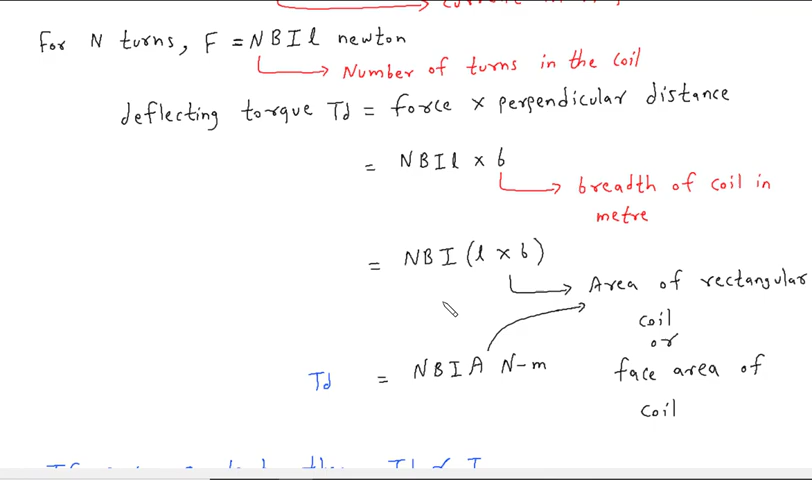 For N turns, F = NBIl newton
Number of turns in the coil
deflecting torque Td = force × perpendicular distance
= NBIl × b
breadth of coil in
metre
= NBI (l × b)
Area of rectangular
coil
or
face area of
coil
Td = NBIA N-m